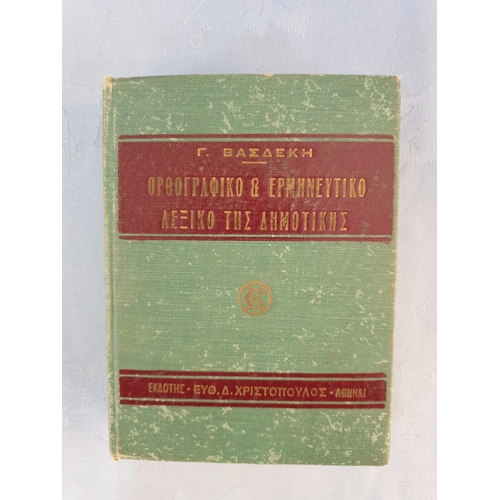 Γ. ΒΑΣΔΕΚΗ
ΟΡΘΟΓΡΑΦΙΚΟ & ΕΡΜΗΝΕΥΤΙΚΟ
ΛΕΞΙΚΟ ΤΗΣ ΔΗΜΟΤΙΚΗΣ
ΕΚΔΟΤΗΣ - ΕΥΘ. Δ. ΧΡΙΣΤΟΠΟΥΛΟΣ - ΑΘΗΝΑΙ